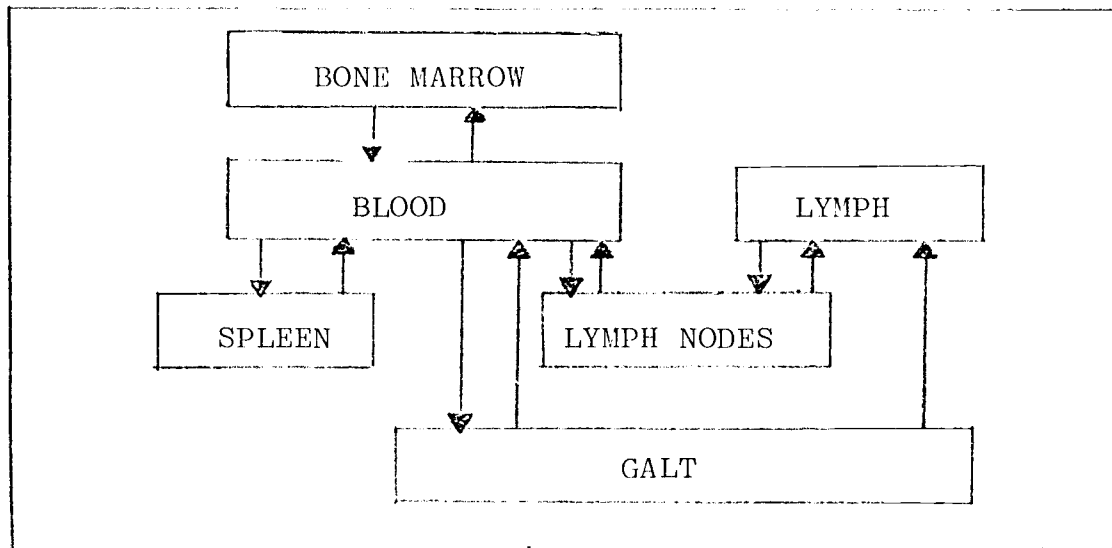 BONE MARROW
BLOOD
LYMPH
SPLEEN
LYMPH NODES
GALT